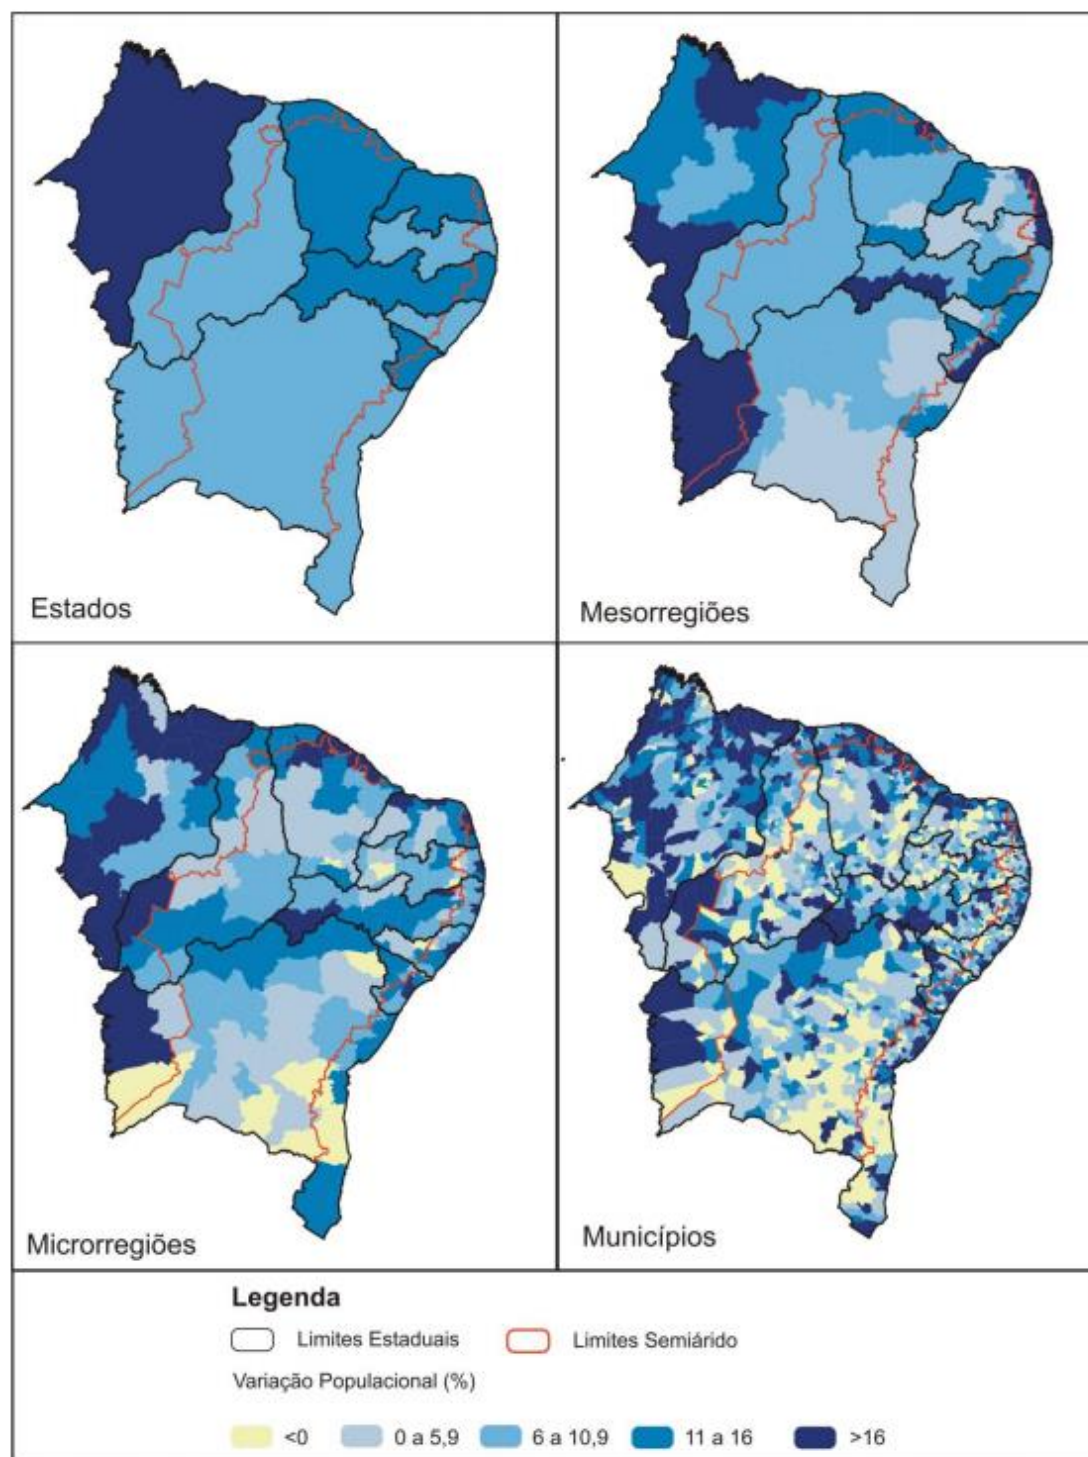 Estados
Mesorregiões
Microrregiões
Municípios
Legenda
Limites Estaduais Limites Semiárido
Variação Populacional (%)
<0 0 a 5,9 6 a 10,9 11 a 16 >16